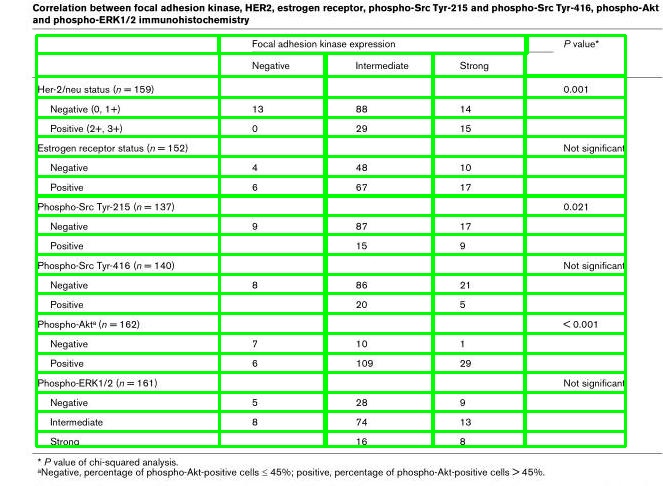 Correlation between focal adhesion kinase, HER2, estrogen receptor, phospho-Src Tyr-215 and phospho-Src Tyr-416, phospho-Akt
and phospho-ERK1/2 immunohistochemistry
Focal adhesion kinase expression P value*
Negative Intermediate Strong
Her-2/neu status (n = 159) 0.001
Negative (0, 1+) 13 88 14
Positive (2+, 3+) 0 29 15
Estrogen receptor status (n = 152) Not significant
Negative 4 48 10
Positive 6 67 17
Phospho-Src Tyr-215 (n = 137) 0.021
Negative 9 87 17
Positive 15 9
Phospho-Src Tyr-416 (n = 140) Not significant
Negative 8 86 21
Positive 20 5
Phospho-Aktᵃ (n = 162) < 0.001
Negative 7 10 1
Positive 6 109 29
Phospho-ERK1/2 (n = 161) Not significant
Negative 5 28 9
Intermediate 8 74 13
Strong 16 8
* P value of chi-squared analysis.
ᵃNegative, percentage of phospho-Akt-positive cells ≤ 45%; positive, percentage of phospho-Akt-positive cells > 45%.